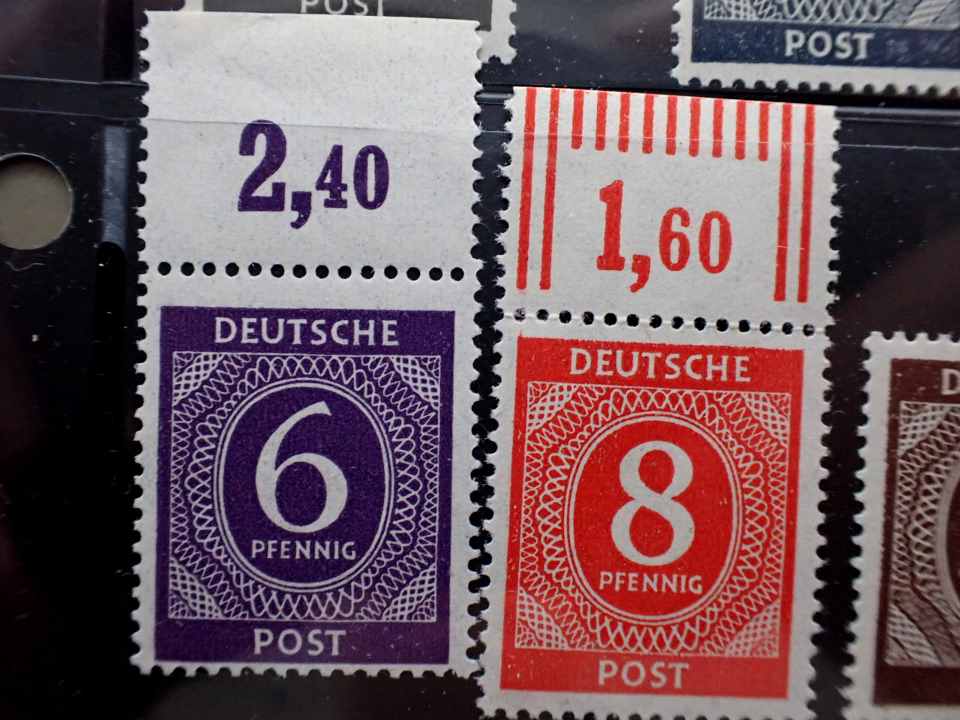 POST
POST
2,40
1,60
DEUTSCHE
6
PFENNIG
POST
DEUTSCHE
8
PFENNIG
POST
D